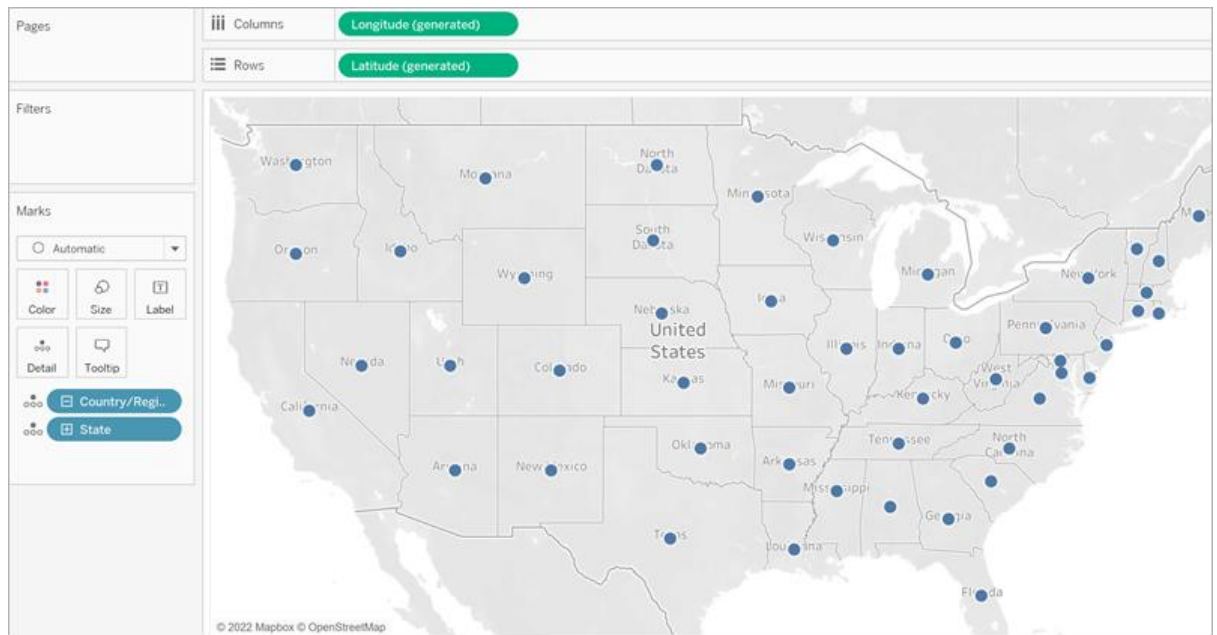 Pages
Columns
Longitude (generated)
Rows
Latitude (generated)
Filters
Marks
Automatic
Color
Size
Label
Detail
Tooltip
Country/Regi..
State
Washington
Montana
North
Dakota
Minnesota
Oregon
Idaho
South
Dakota
Wisconsin
Wyoming
Michigan
New York
Iowa
Nebraska
United
States
Pennsylvania
Illinois
Indiana
Ohio
Nevada
Utah
Colorado
Kansas
Missouri
West
Virginia
Kentucky
California
Tennessee
North
Carolina
Oklahoma
Arkansas
Arizona
New Mexico
Mississippi
Georgia
Texas
Louisiana
Florida
© 2022 Mapbox © OpenStreetMap